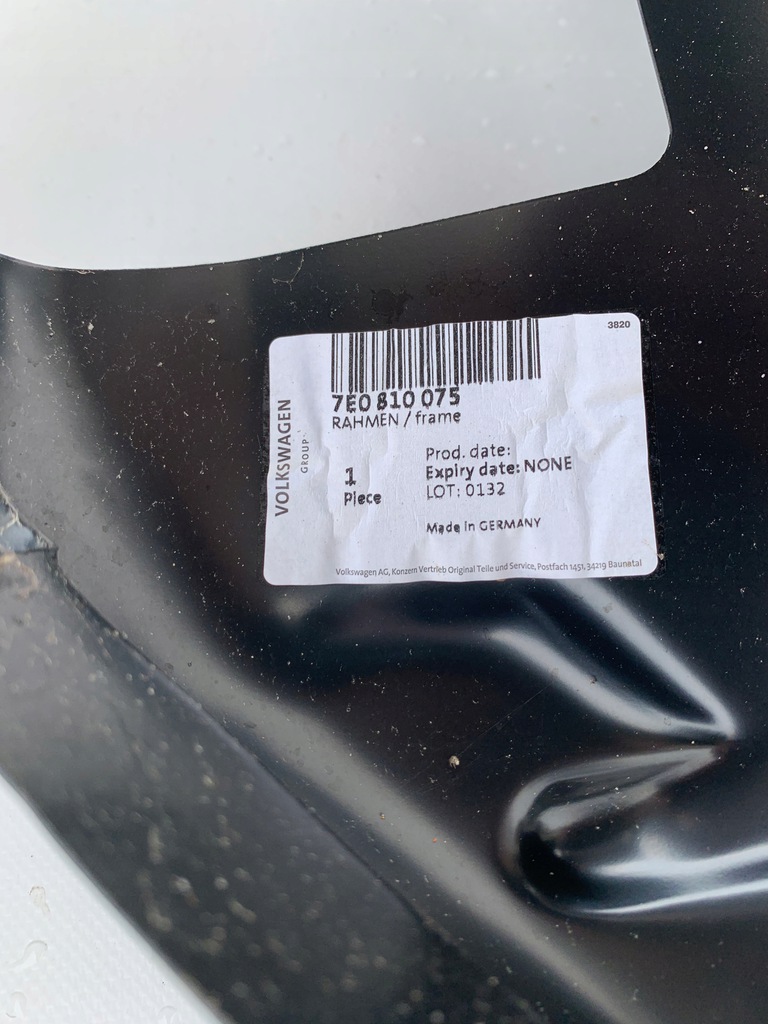 3820
7E0 810 075
RAHMEN / frame
VOLKSWAGEN
GROUP
1
Piece
Prod. date:
Expiry date: NONE
LOT: 0132
Made in GERMANY
Volkswagen AG, Konzern Vertrieb Original Teile und Service, Postfach 1451, 34219 Baunatal